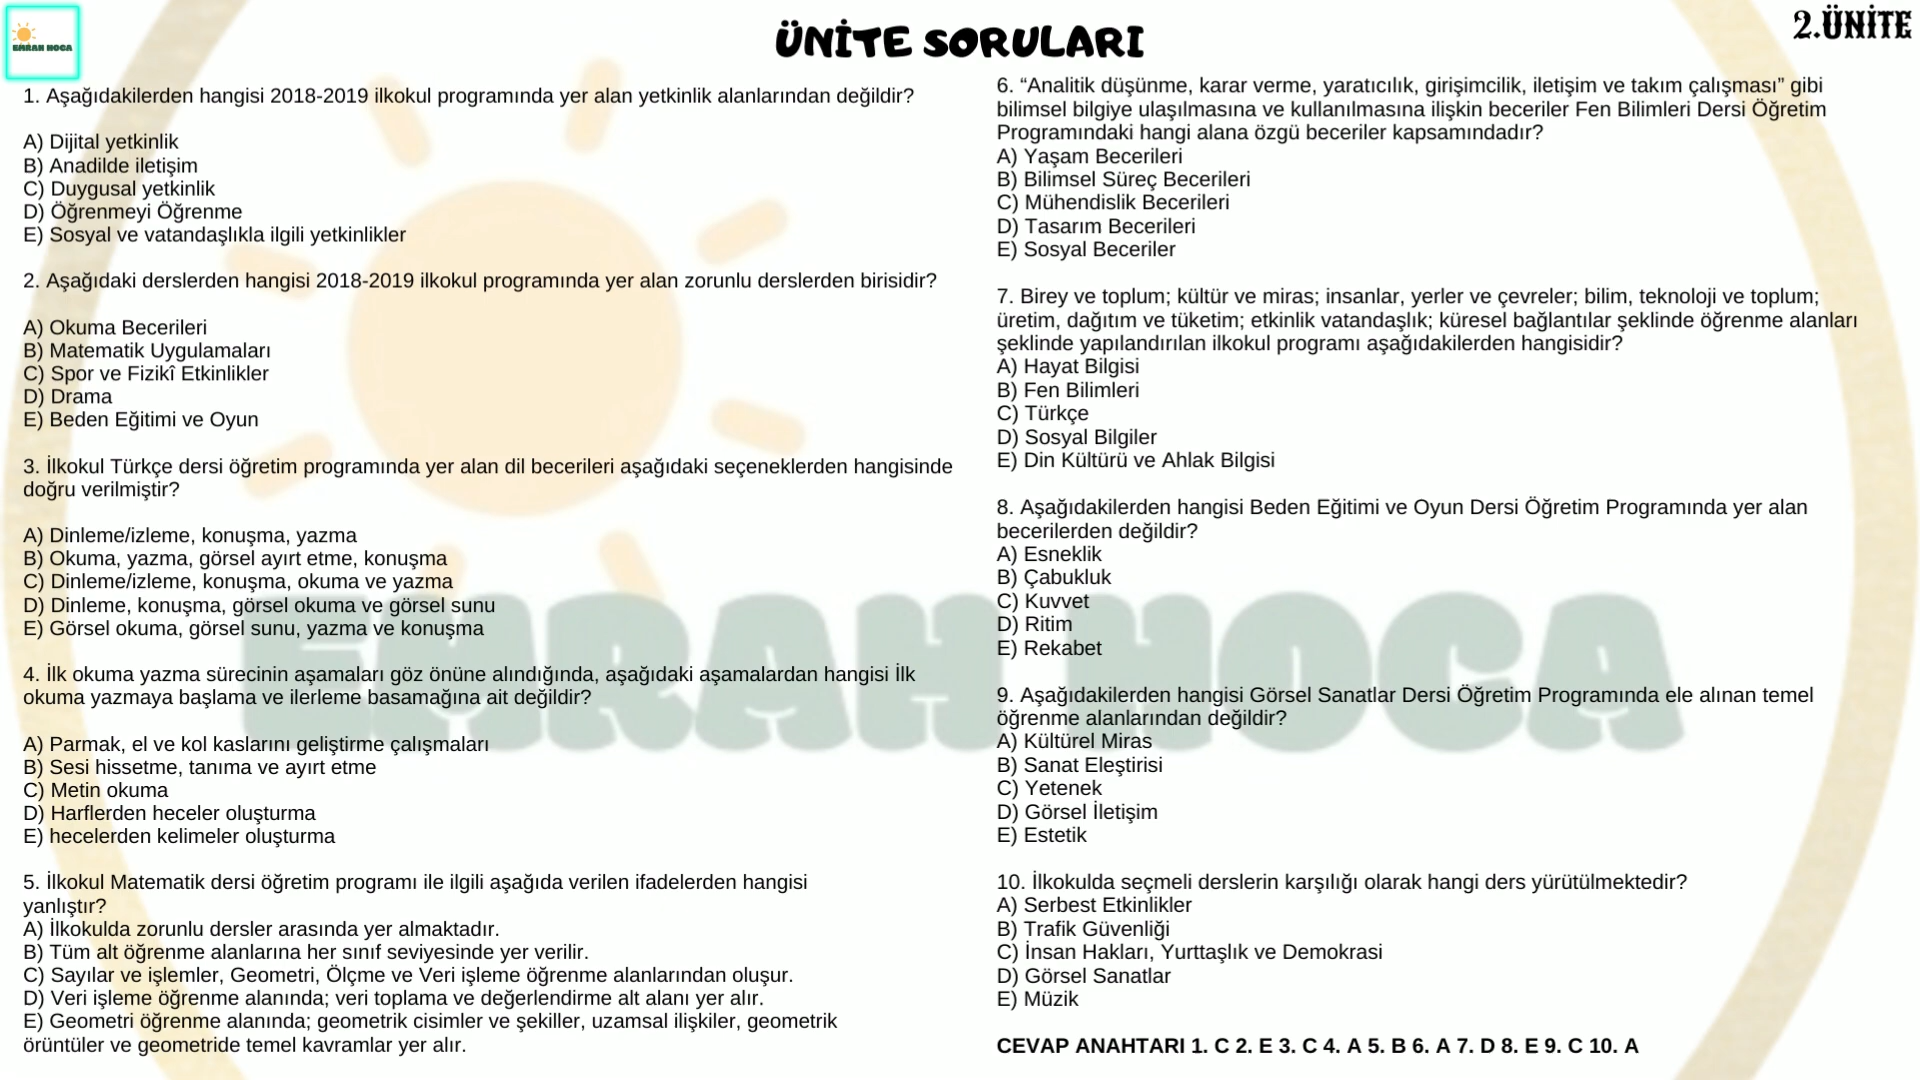 EMRAH HOCA
ÜNİTE SORULARI
2.ÜNİTE
1. Aşağıdakilerden hangisi 2018-2019 ilkokul programında yer alan yetkinlik alanlarından değildir?
A) Dijital yetkinlik
B) Anadilde iletişim
C) Duygusal yetkinlik
D) Öğrenmeyi Öğrenme
E) Sosyal ve vatandaşlıkla ilgili yetkinlikler
2. Aşağıdaki derslerden hangisi 2018-2019 ilkokul programında yer alan zorunlu derslerden birisidir?
A) Okuma Becerileri
B) Matematik Uygulamaları
C) Spor ve Fizikî Etkinlikler
D) Drama
E) Beden Eğitimi ve Oyun
3. İlkokul Türkçe dersi öğretim programında yer alan dil becerileri aşağıdaki seçeneklerden hangisinde
doğru verilmiştir?
A) Dinleme/izleme, konuşma, yazma
B) Okuma, yazma, görsel ayırt etme, konuşma
C) Dinleme/izleme, konuşma, okuma ve yazma
D) Dinleme, konuşma, görsel okuma ve görsel sunu
E) Görsel okuma, görsel sunu, yazma ve konuşma
4. İlk okuma yazma sürecinin aşamaları göz önüne alındığında, aşağıdaki aşamalardan hangisi İlk
okuma yazmaya başlama ve ilerleme basamağına ait değildir?
A) Parmak, el ve kol kaslarını geliştirme çalışmaları
B) Sesi hissetme, tanıma ve ayırt etme
C) Metin okuma
D) Harflerden heceler oluşturma
E) hecelerden kelimeler oluşturma
5. İlkokul Matematik dersi öğretim programı ile ilgili aşağıda verilen ifadelerden hangisi
yanlıştır?
A) İlkokulda zorunlu dersler arasında yer almaktadır.
B) Tüm alt öğrenme alanlarına her sınıf seviyesinde yer verilir.
C) Sayılar ve işlemler, Geometri, Ölçme ve Veri işleme öğrenme alanlarından oluşur.
D) Veri işleme öğrenme alanında; veri toplama ve değerlendirme alt alanı yer alır.
E) Geometri öğrenme alanında; geometrik cisimler ve şekiller, uzamsal ilişkiler, geometrik
örüntüler ve geometride temel kavramlar yer alır.
6. “Analitik düşünme, karar verme, yaratıcılık, girişimcilik, iletişim ve takım çalışması” gibi
bilimsel bilgiye ulaşılmasına ve kullanılmasına ilişkin beceriler Fen Bilimleri Dersi Öğretim
Programındaki hangi alana özgü beceriler kapsamındadır?
A) Yaşam Becerileri
B) Bilimsel Süreç Becerileri
C) Mühendislik Becerileri
D) Tasarım Becerileri
E) Sosyal Beceriler
7. Birey ve toplum; kültür ve miras; insanlar, yerler ve çevreler; bilim, teknoloji ve toplum;
üretim, dağıtım ve tüketim; etkinlik vatandaşlık; küresel bağlantılar şeklinde öğrenme alanları
şeklinde yapılandırılan ilkokul programı aşağıdakilerden hangisidir?
A) Hayat Bilgisi
B) Fen Bilimleri
C) Türkçe
D) Sosyal Bilgiler
E) Din Kültürü ve Ahlak Bilgisi
8. Aşağıdakilerden hangisi Beden Eğitimi ve Oyun Dersi Öğretim Programında yer alan
becerilerden değildir?
A) Esneklik
B) Çabukluk
C) Kuvvet
D) Ritim
E) Rekabet
9. Aşağıdakilerden hangisi Görsel Sanatlar Dersi Öğretim Programında ele alınan temel
öğrenme alanlarından değildir?
A) Kültürel Miras
B) Sanat Eleştirisi
C) Yetenek
D) Görsel İletişim
E) Estetik
10. İlkokulda seçmeli derslerin karşılığı olarak hangi ders yürütülmektedir?
A) Serbest Etkinlikler
B) Trafik Güvenliği
C) İnsan Hakları, Yurttaşlık ve Demokrasi
D) Görsel Sanatlar
E) Müzik
CEVAP ANAHTARI 1. C 2. E 3. C 4. A 5. B 6. A 7. D 8. E 9. C 10. A
EMRAH HOCA